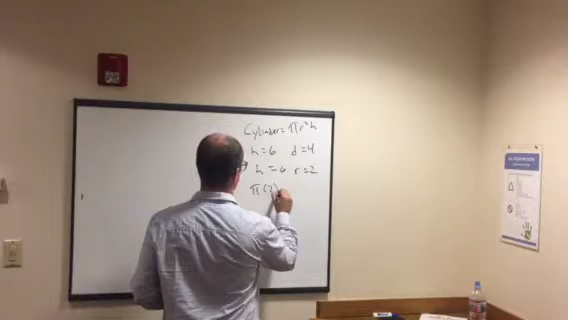 Cylinder = πr²h
h = 6 d = 4
h = 6 r = 2
π(2)